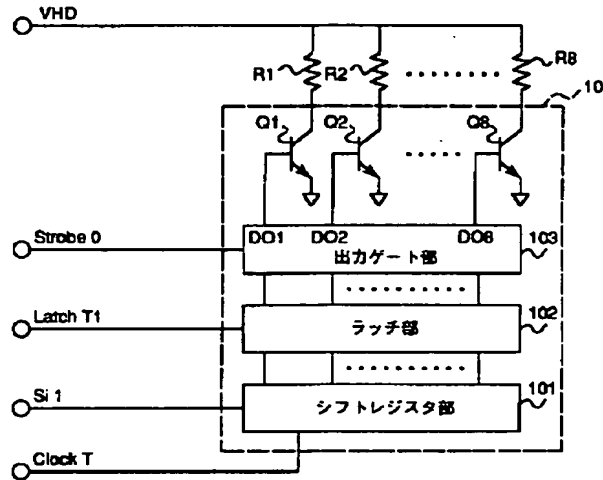 VHD
R1
R2
R8
10
Q1
Q2
Q8
DO1
DO2
DO8
Strobe 0
出力ゲート部
103
Latch T1
ラッチ部
102
Si 1
シフトレジスタ部
101
Clock T